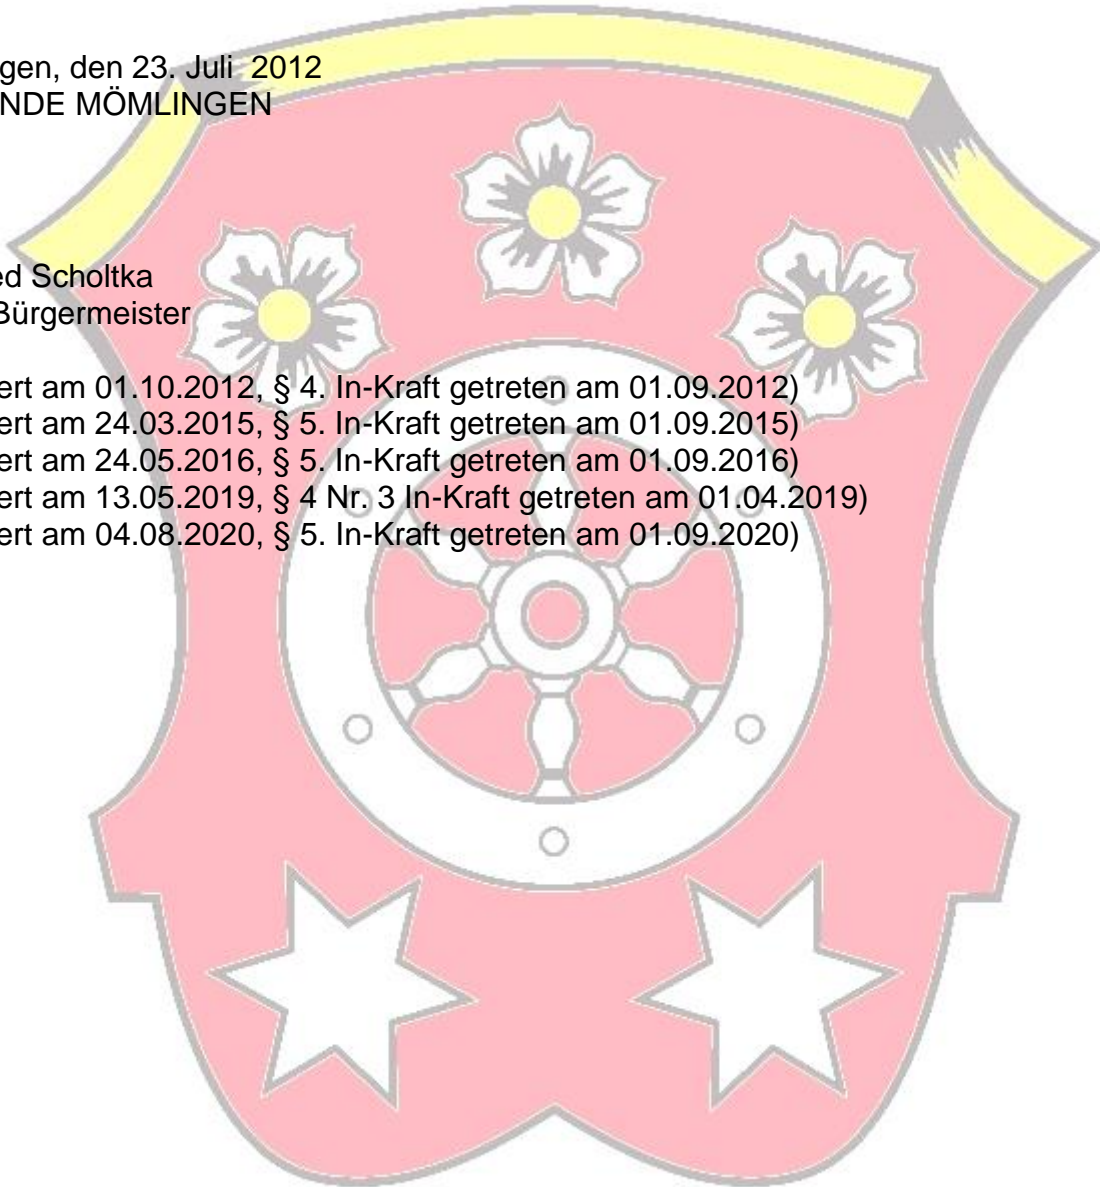 gen, den 23. Juli  2012
NDE MÖMLINGEN
ed Scholtka
Bürgermeister
ert am 01.10.2012, § 4. In-Kraft getreten am 01.09.2012)
ert am 24.03.2015, § 5. In-Kraft getreten am 01.09.2015)
ert am 24.05.2016, § 5. In-Kraft getreten am 01.09.2016)
ert am 13.05.2019, § 4 Nr. 3 In-Kraft getreten am 01.04.2019)
ert am 04.08.2020, § 5. In-Kraft getreten am 01.09.2020)